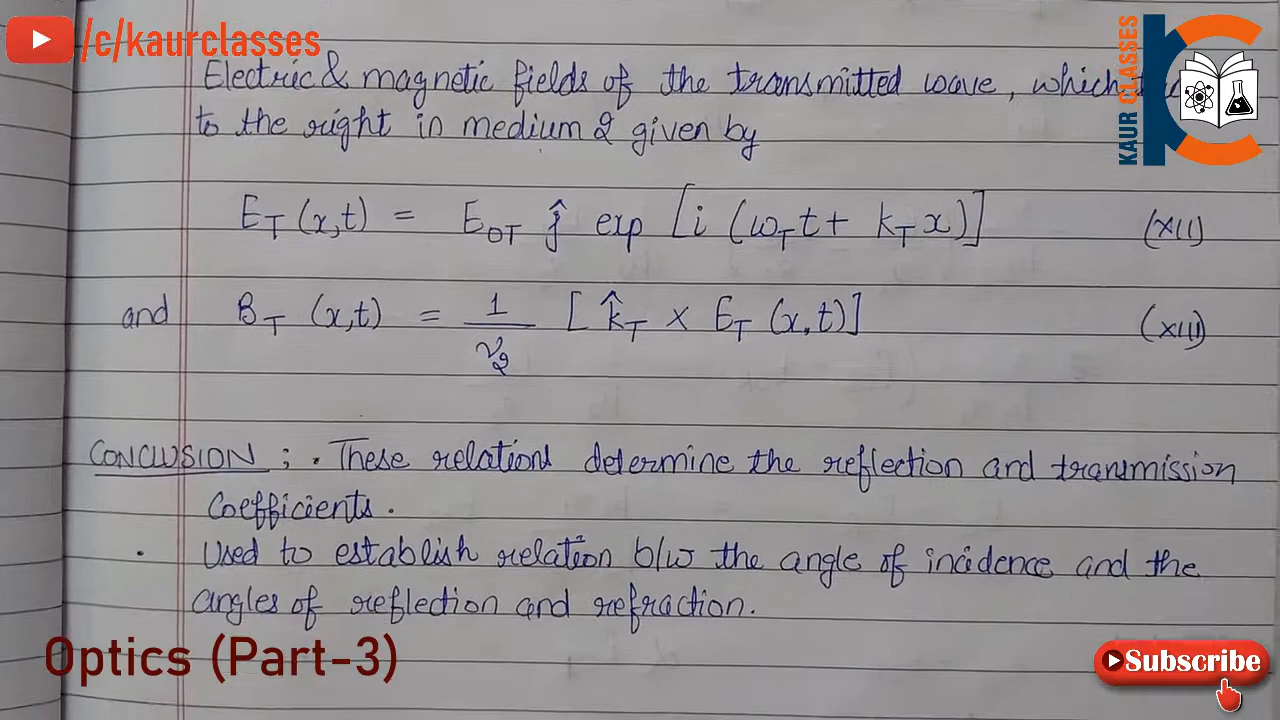 /c/kaurclasses
KAUR CLASSES
Electric & magnetic fields of the transmitted wave, which
to the right in medium 2 given by
E_T (x,t) = E_OT ĵ exp [i (ω_T t + k_T x)] (XII)
and B_T (x,t) = 1/v_2 [k̂_T × E_T (x,t)] (XIII)
CONCLUSION ; . These relations determine the reflection and transmission
Coefficients.
. Used to establish relation b/w the angle of incidence and the
angles of reflection and refraction.
Optics (Part-3)
Subscribe